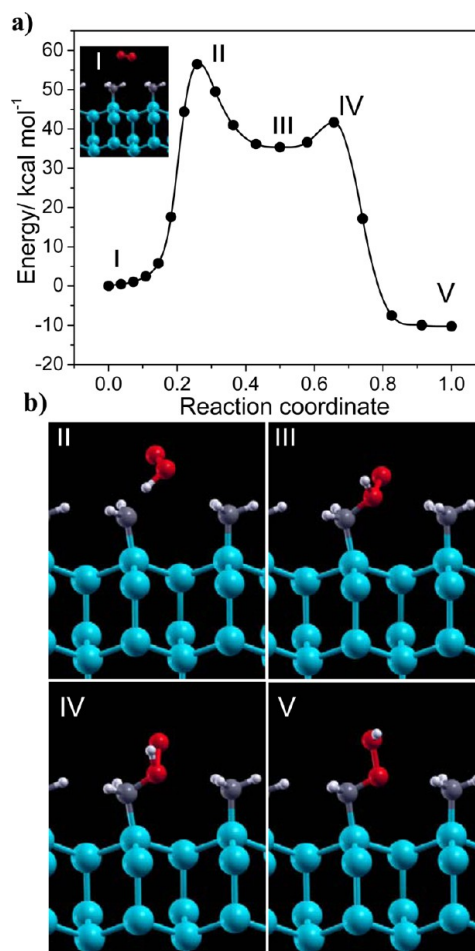 a)
60
50
40
30
20
10
0
-10
-20
Energy/ kcal mol⁻¹
I
I
II
III
IV
V
0.0 0.2 0.4 0.6 0.8 1.0
Reaction coordinate
b)
II
III
IV
V